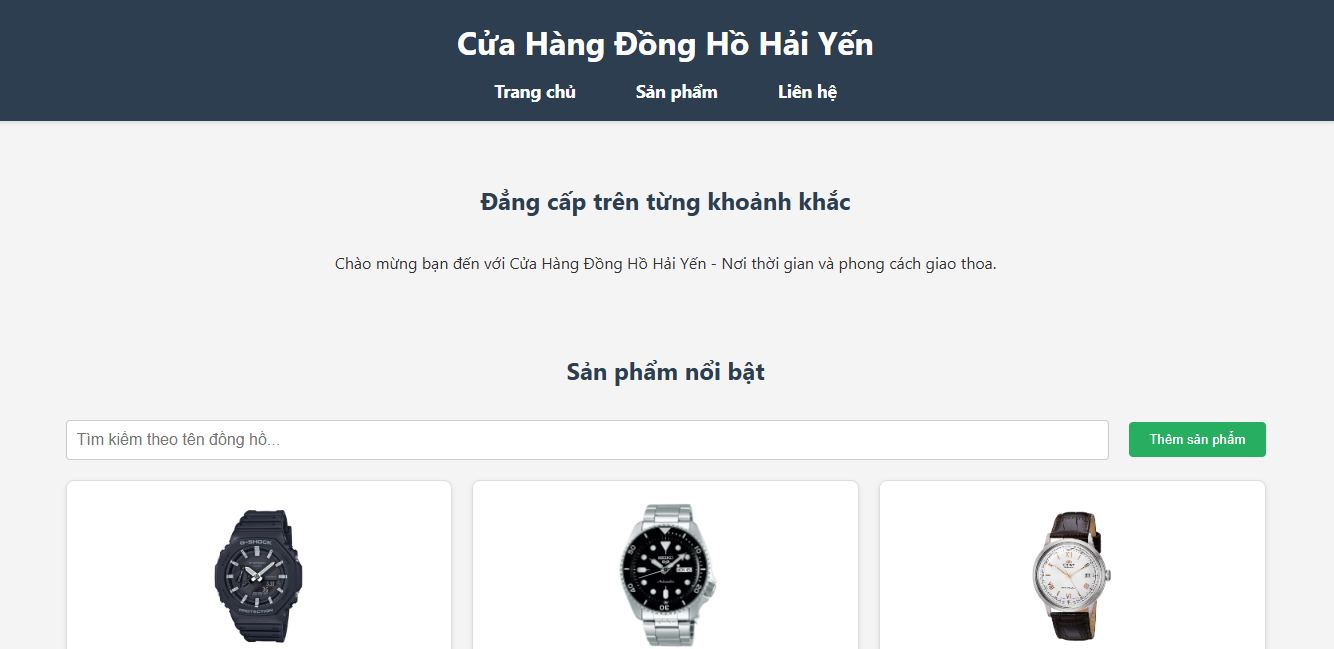 Cửa Hàng Đồng Hồ Hải Yến
Trang chủ Sản phẩm Liên hệ
Đẳng cấp trên từng khoảnh khắc
Chào mừng bạn đến với Cửa Hàng Đồng Hồ Hải Yến - Nơi thời gian và phong cách giao thoa.
Sản phẩm nổi bật
Tìm kiếm theo tên đồng hồ...
Thêm sản phẩm
G-SHOCK
PROTECTION
SEIKO